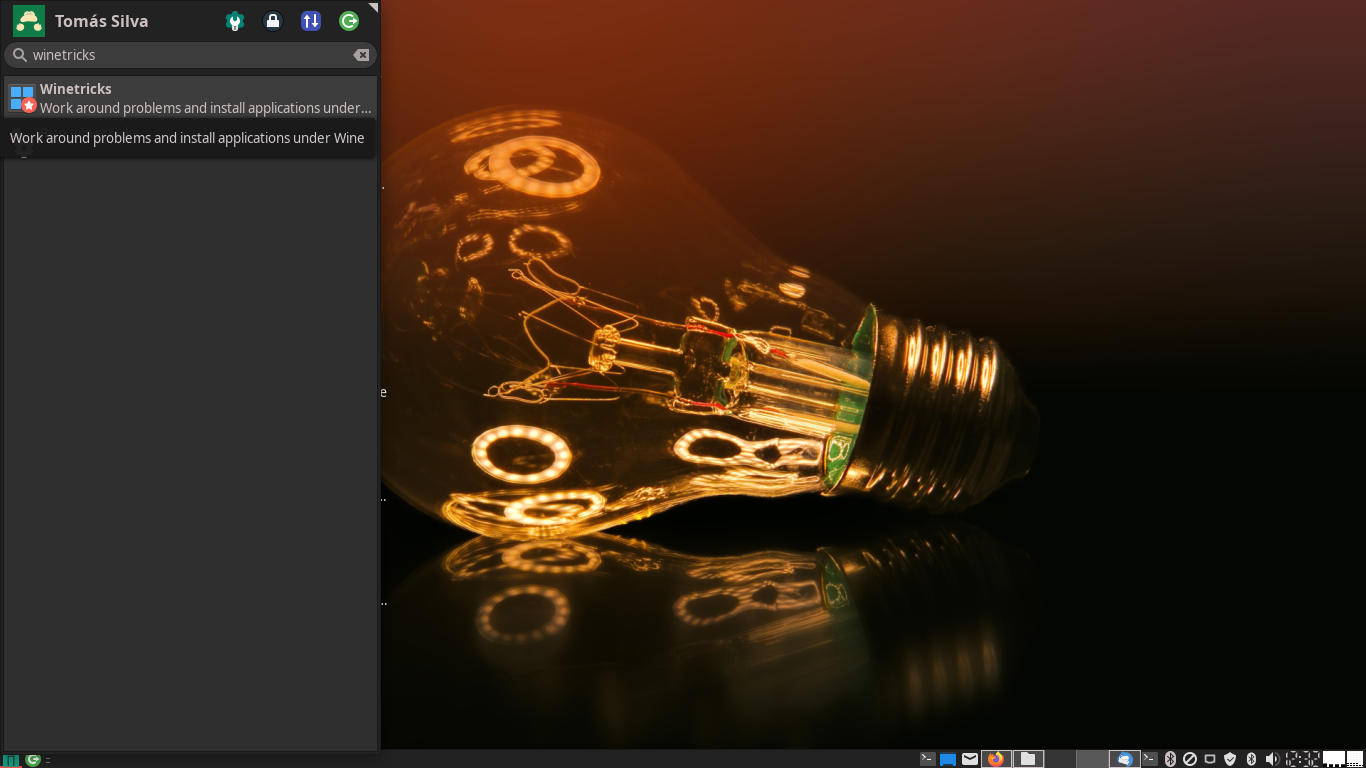 Tomás Silva
winetricks
Winetricks
Work around problems and install applications under...
Work around problems and install applications under Wine
.
e
..
..